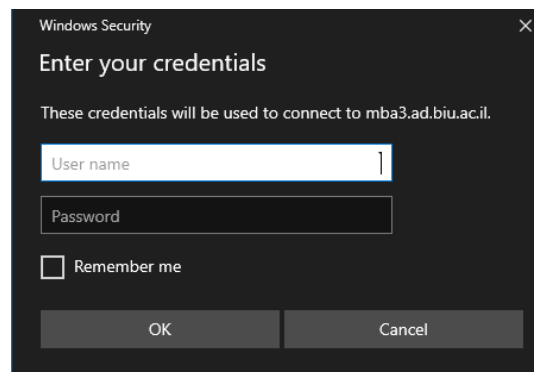 Windows Security
Enter your credentials
These credentials will be used to connect to mba3.ad.biu.ac.il.
User name
Password
Remember me
OK
Cancel